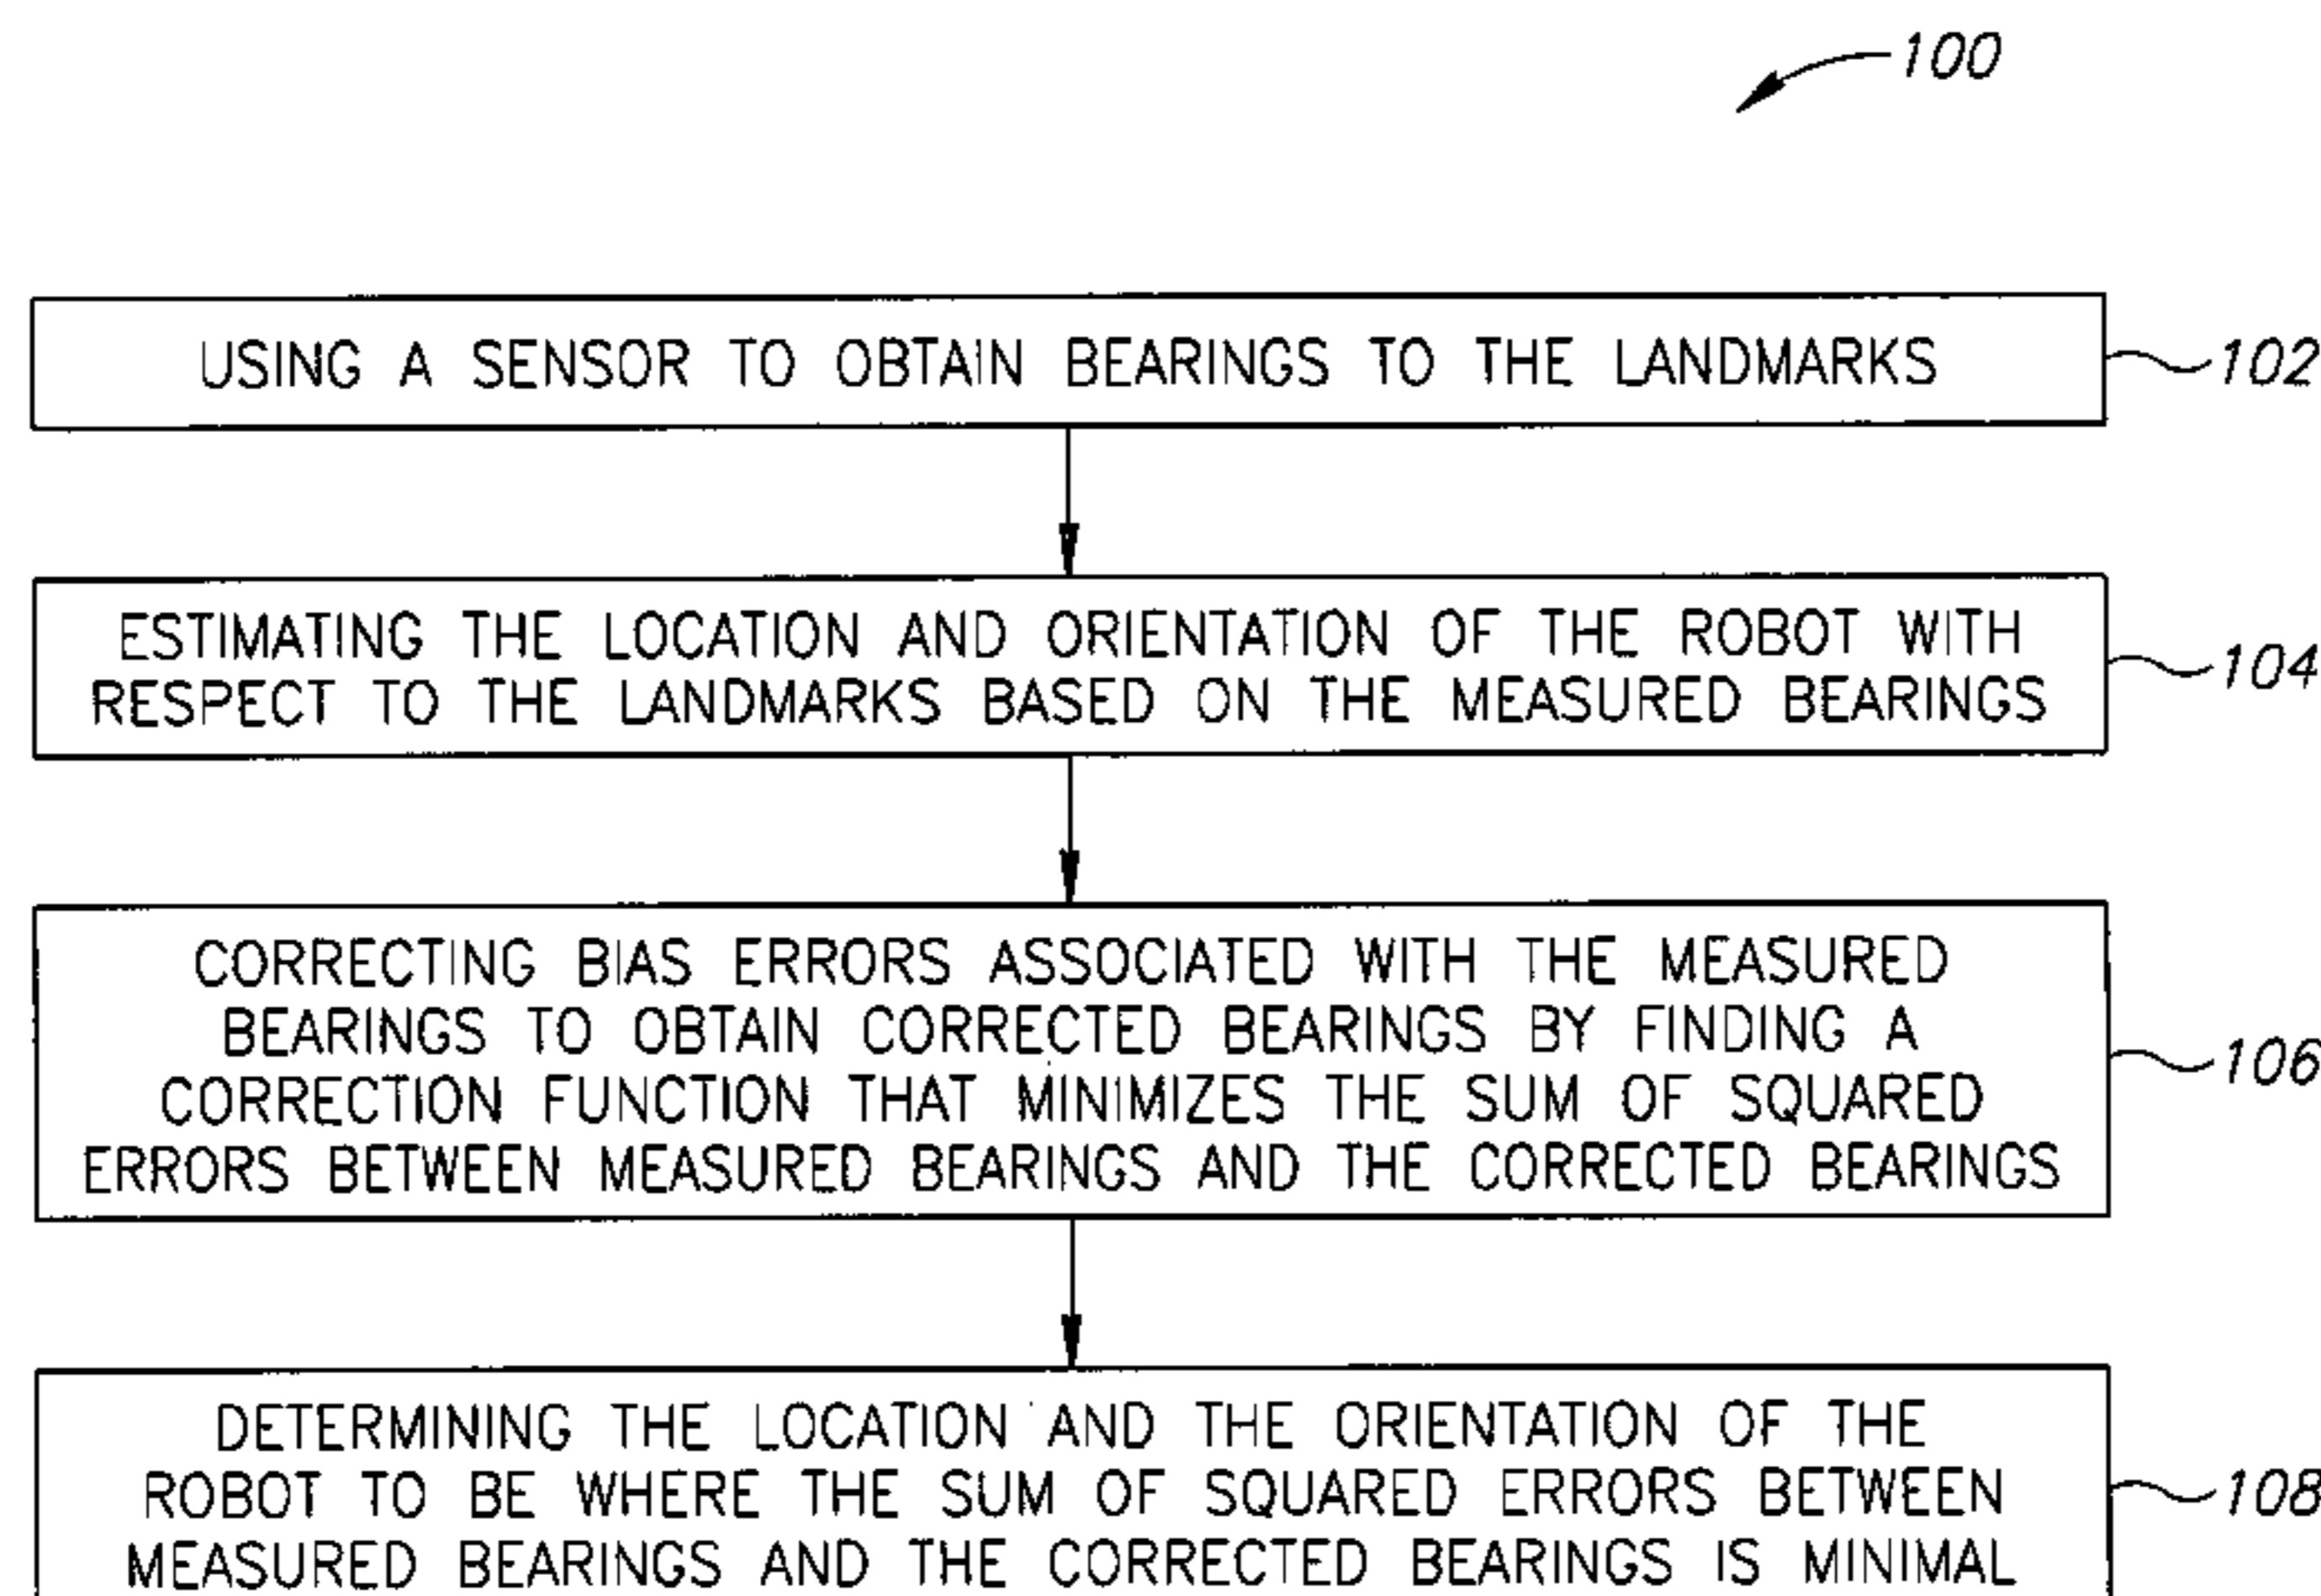 100
USING A SENSOR TO OBTAIN BEARINGS TO THE LANDMARKS
102
ESTIMATING THE LOCATION AND ORIENTATION OF THE ROBOT WITH
RESPECT TO THE LANDMARKS BASED ON THE MEASURED BEARINGS
104
CORRECTING BIAS ERRORS ASSOCIATED WITH THE MEASURED
BEARINGS TO OBTAIN CORRECTED BEARINGS BY FINDING A
CORRECTION FUNCTION THAT MINIMIZES THE SUM OF SQUARED
ERRORS BETWEEN MEASURED BEARINGS AND THE CORRECTED BEARINGS
106
DETERMINING THE LOCATION AND THE ORIENTATION OF THE
ROBOT TO BE WHERE THE SUM OF SQUARED ERRORS BETWEEN
MEASURED BEARINGS AND THE CORRECTED BEARINGS IS MINIMAL
108